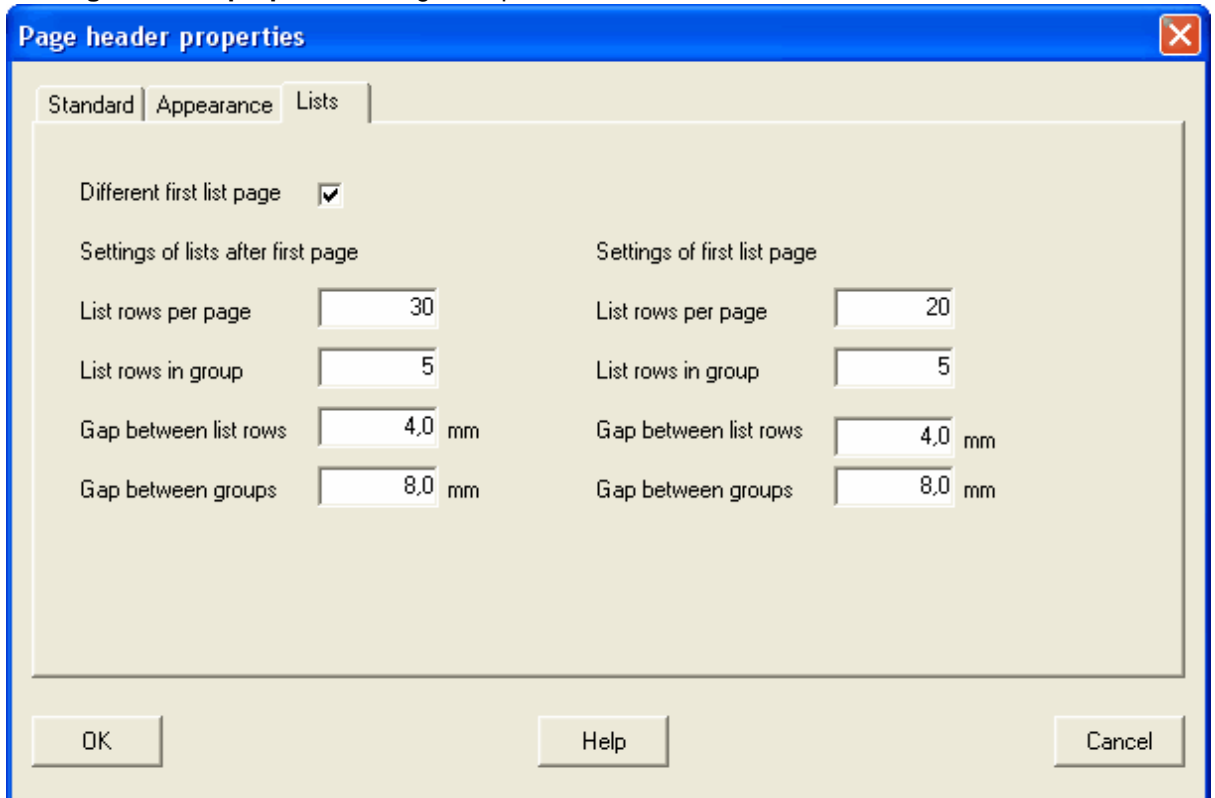 Page header properties
Standard Appearance Lists
Different first list page
Settings of lists after first page Settings of first list page
List rows per page 30 List rows per page 20
List rows in group 5 List rows in group 5
Gap between list rows 4,0 mm Gap between list rows 4,0 mm
Gap between groups 8,0 mm Gap between groups 8,0 mm
OK Help Cancel